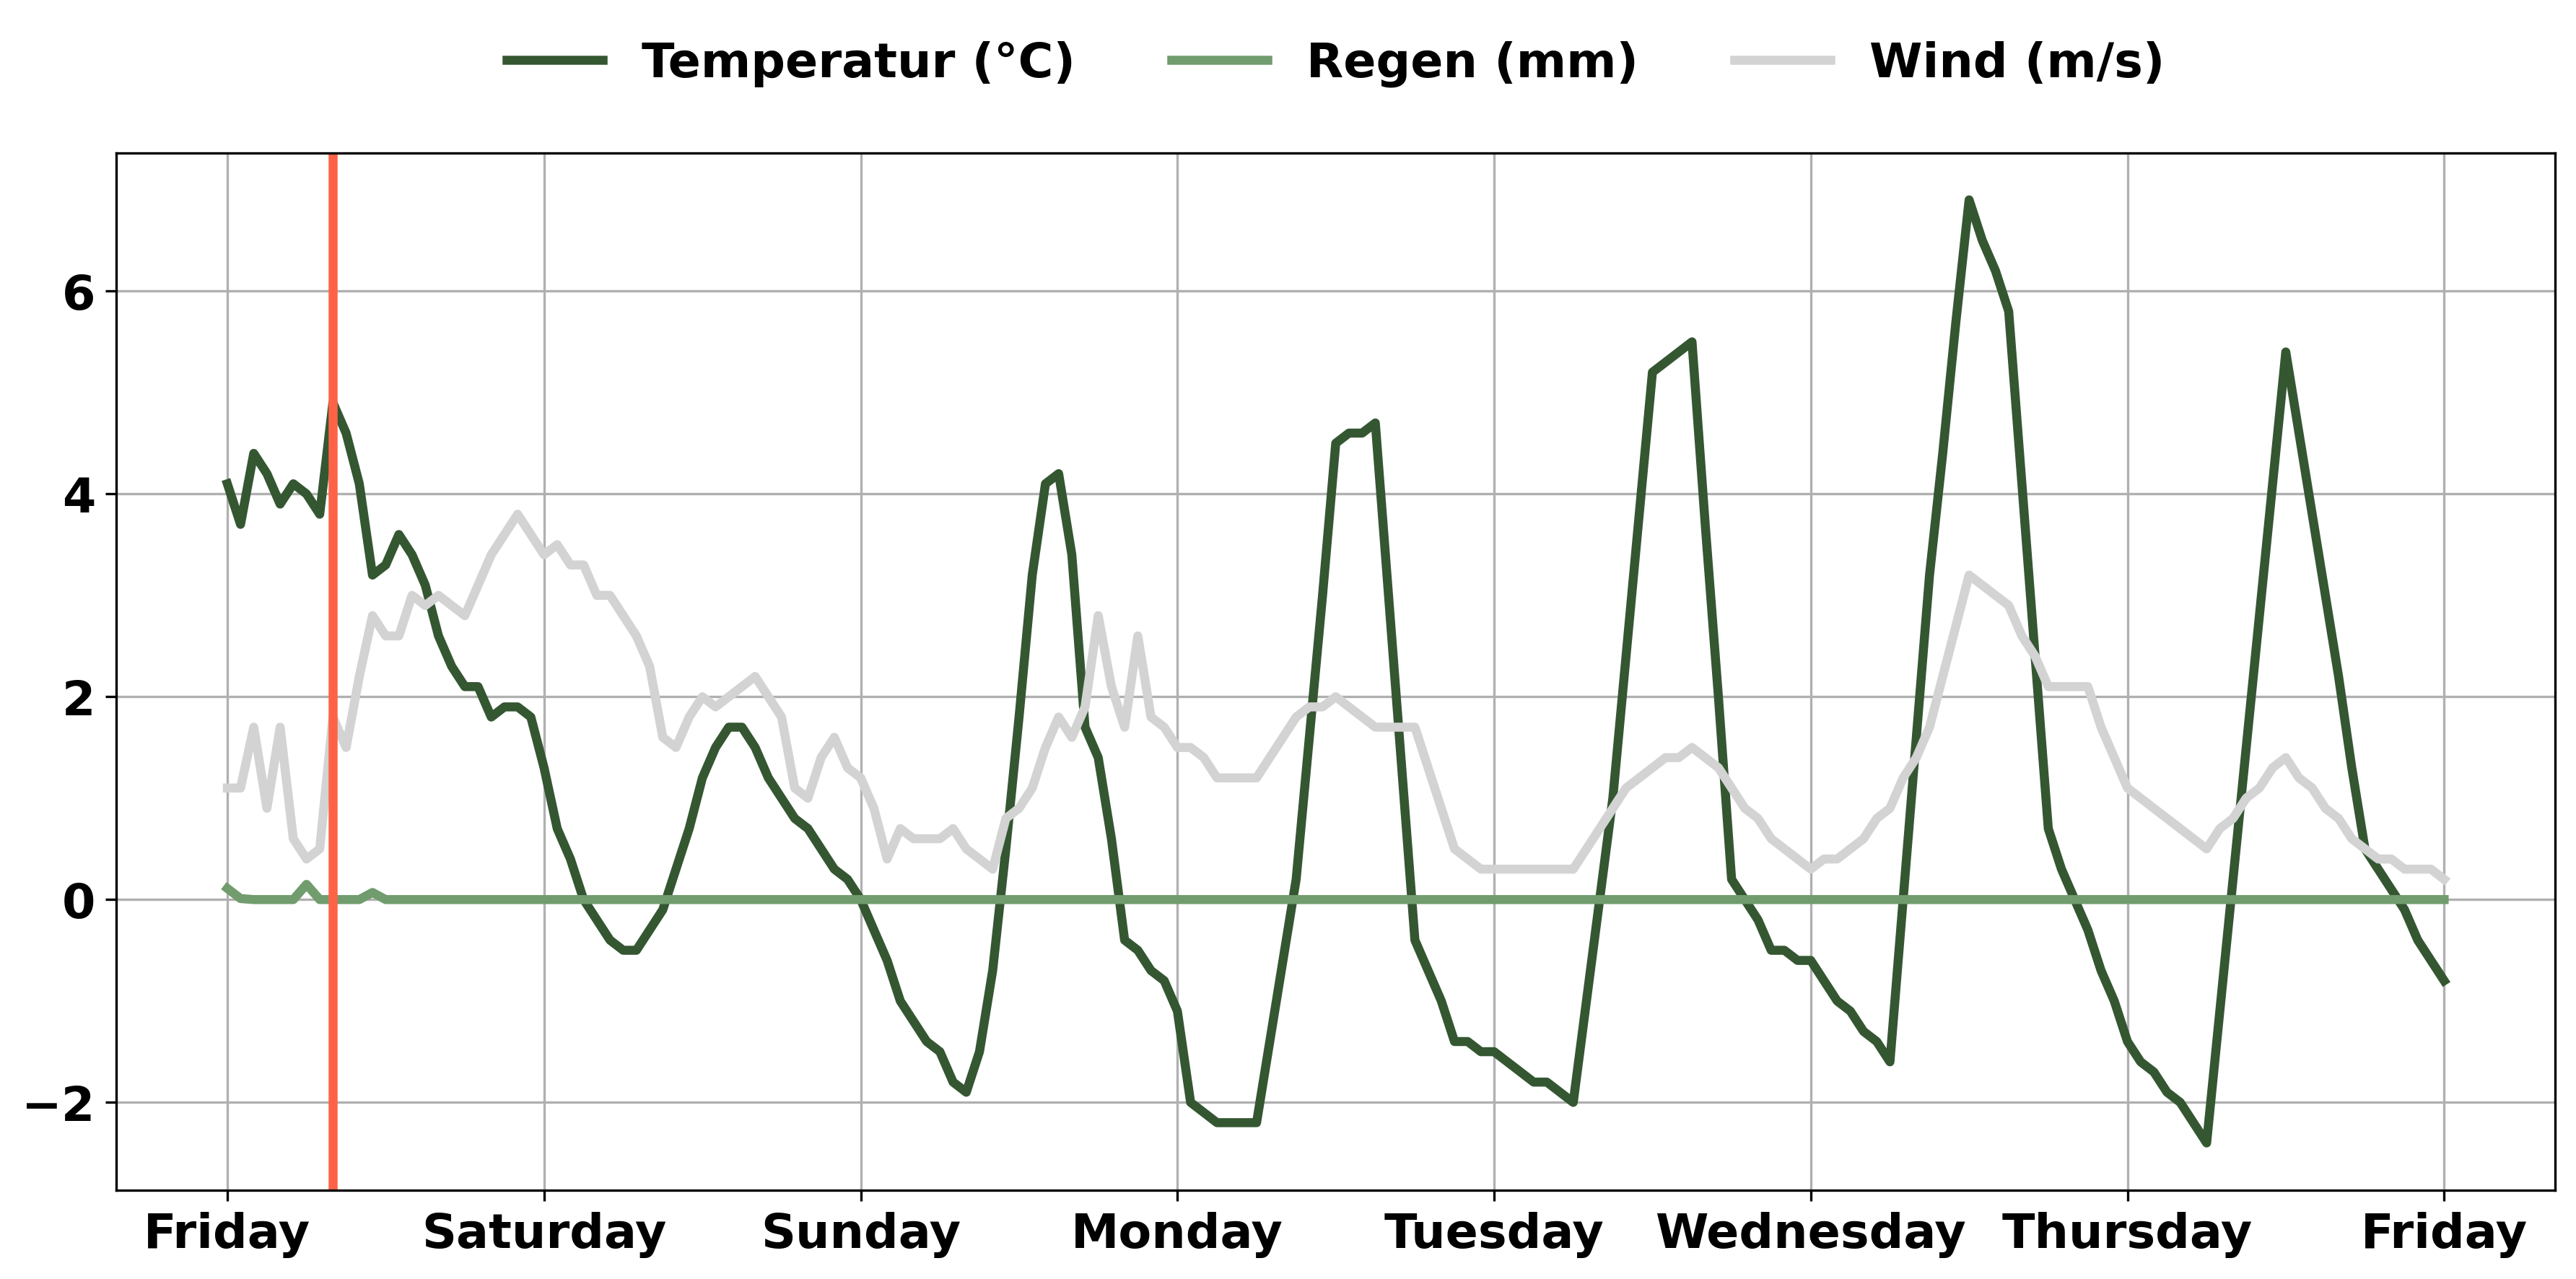 Temperatur (°C) Regen (mm) Wind (m/s)
6
4
2
0
−2
Friday Saturday Sunday Monday Tuesday Wednesday Thursday Friday